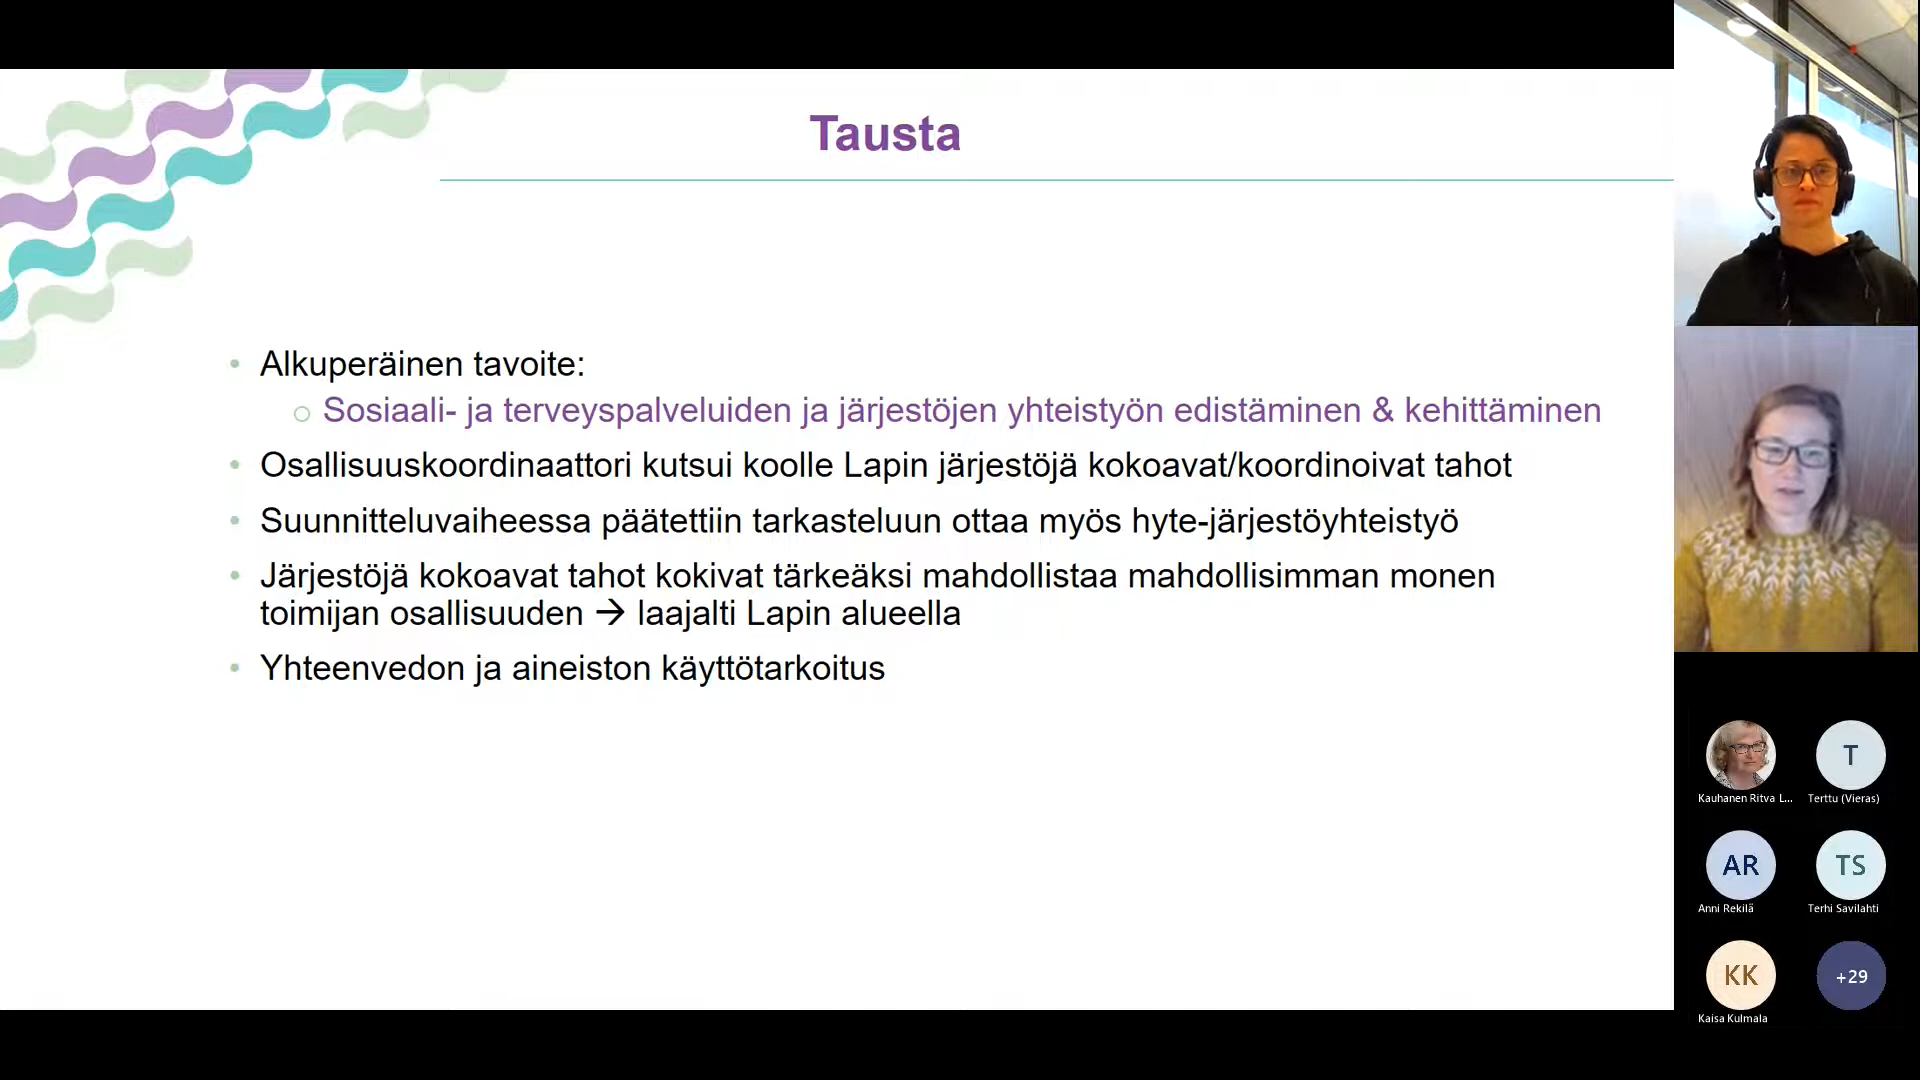 Tausta
Alkuperäinen tavoite:
Sosiaali- ja terveyspalveluiden ja järjestöjen yhteistyön edistäminen & kehittäminen
Osallisuuskoordinaattori kutsui koolle Lapin järjestöjä kokoavat/koordinoivat tahot
Suunnitteluvaiheessa päätettiin tarkasteluun ottaa myös hyte-järjestöyhteistyö
Järjestöjä kokoavat tahot kokivat tärkeäksi mahdollistaa mahdollisimman monen
toimijan osallisuuden → laajalti Lapin alueella
Yhteenvedon ja aineiston käyttötarkoitus
T
Kauhanen Ritva L...
Terttu (Vieras)
AR
TS
Anni Rekilä
Terhi Savilahti
KK
+29
Kaisa Kulmala